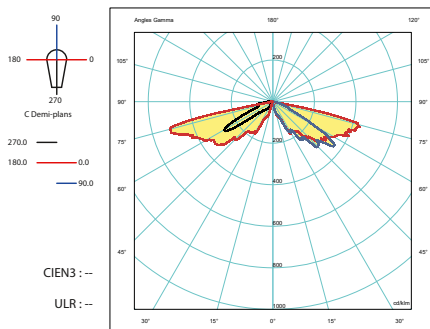 90
180 0
270
C Demi-plans
270.0
180.0 0.0
90.0
CIEN3 : --
ULR : --
Angles Gamma 180° 120°
105° 105°
90° 90°
75° 75°
60° 60°
45° 45°
200
200
400
600
800
1000
cd/klm
30° 15° 0° 15° 30°